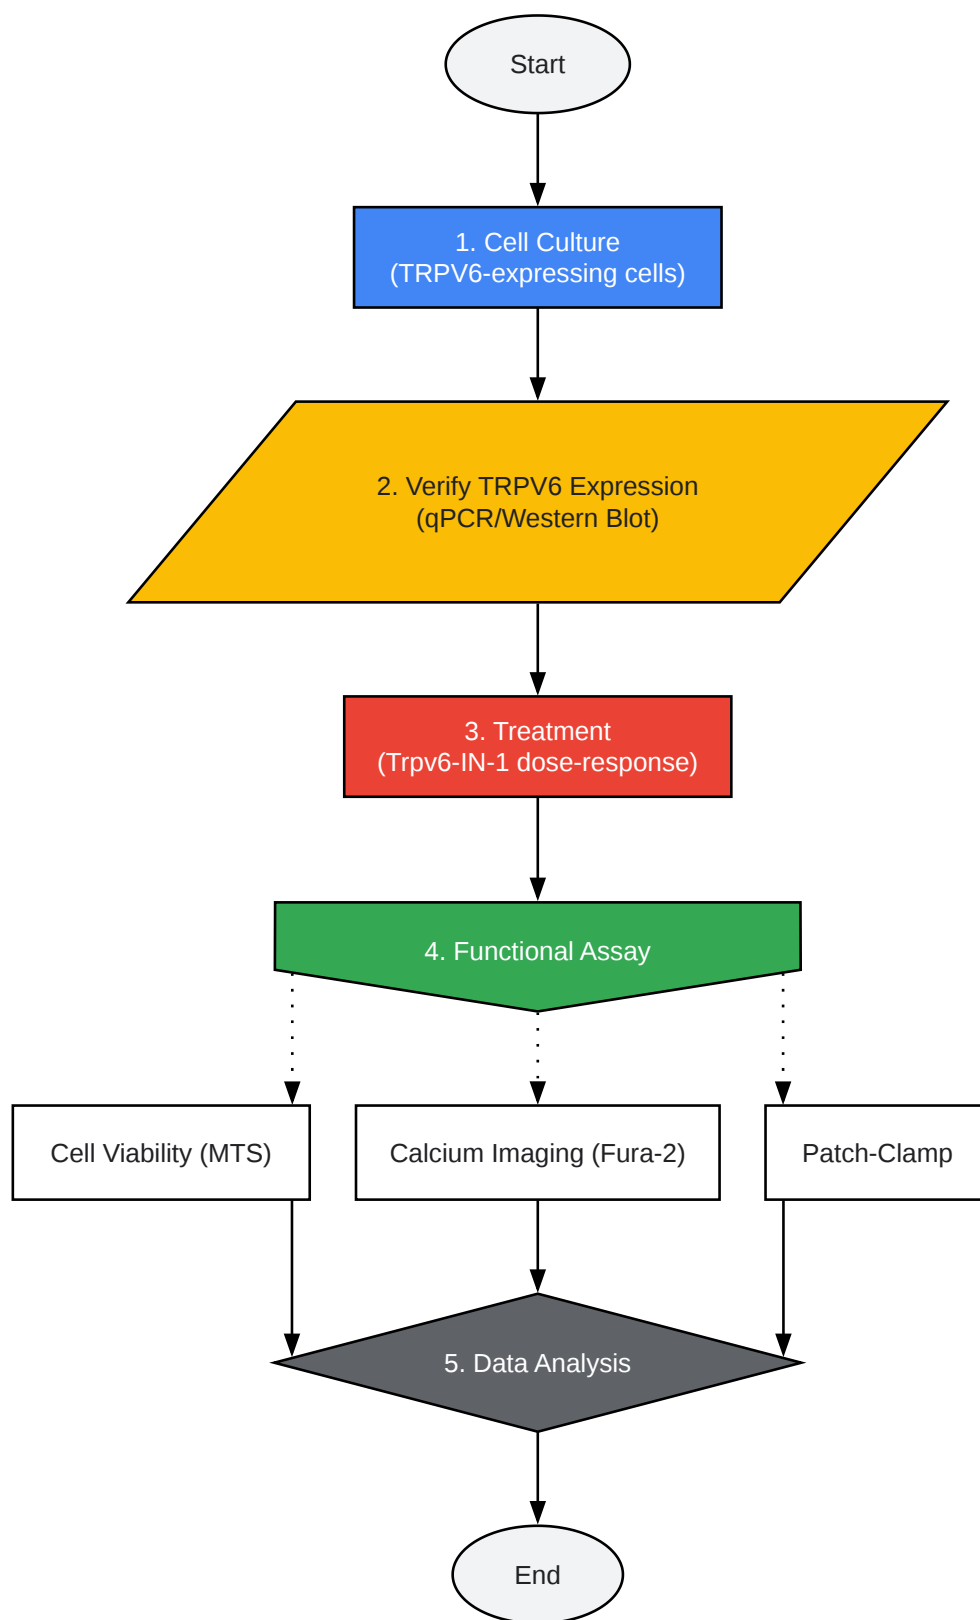 Start
1. Cell Culture
(TRPV6-expressing cells)
2. Verify TRPV6 Expression
(qPCR/Western Blot)
3. Treatment
(Trpv6-IN-1 dose-response)
4. Functional Assay
Cell Viability (MTS)
Calcium Imaging (Fura-2)
Patch-Clamp
5. Data Analysis
End